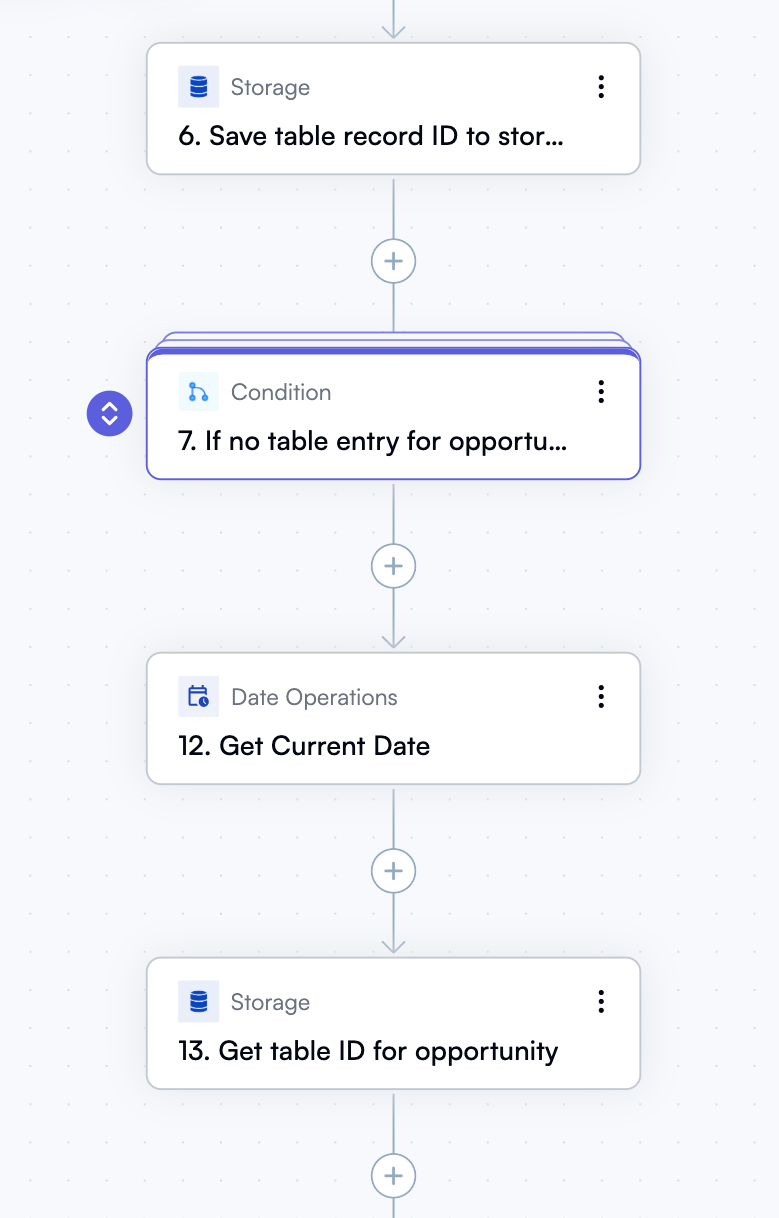 Storage
6. Save table record ID to stor...
Condition
7. If no table entry for opportu...
Date Operations
12. Get Current Date
Storage
13. Get table ID for opportunity